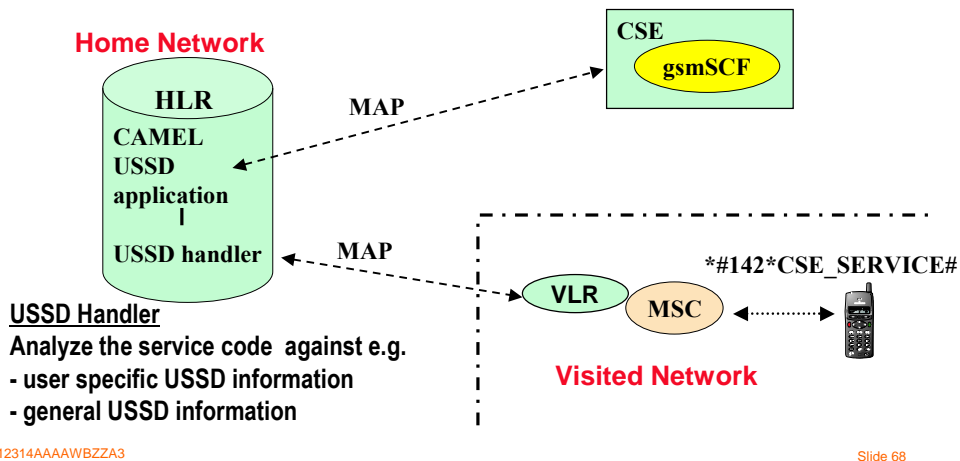 Home Network
CSE
gsmSCF
HLR
MAP
CAMEL
USSD
application
USSD handler
MAP
*#142*CSE_SERVICE#
VLR
MSC
USSD Handler
Analyze the service code against e.g.
- user specific USSD information
- general USSD information
Visited Network
12314AAAAWBZZA3
Slide 68